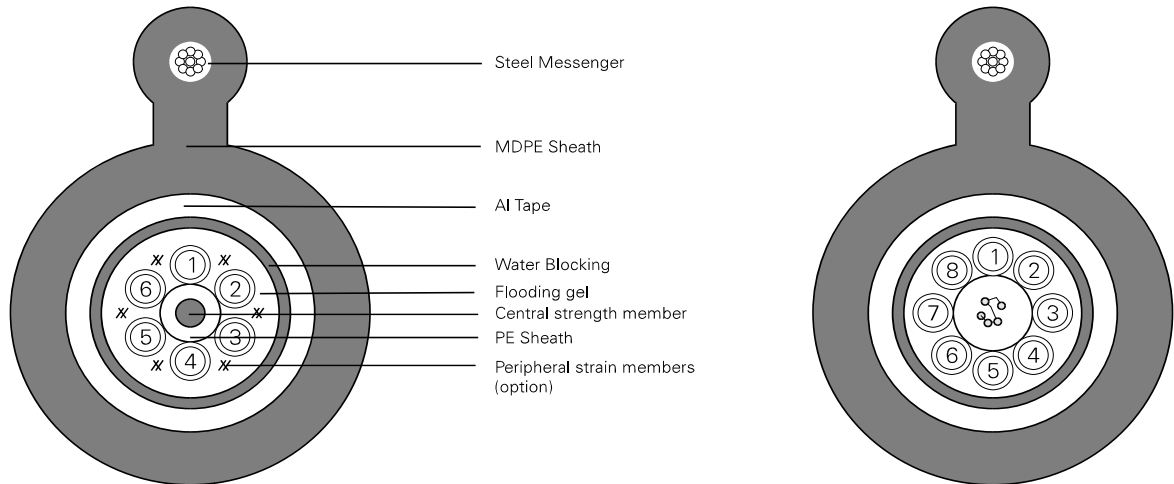 Steel Messenger
MDPE Sheath
Al Tape
Water Blocking
Flooding gel
Central strength member
PE Sheath
Peripheral strain members
(option)
1
2
3
4
5
6
1
2
3
4
5
6
7
8